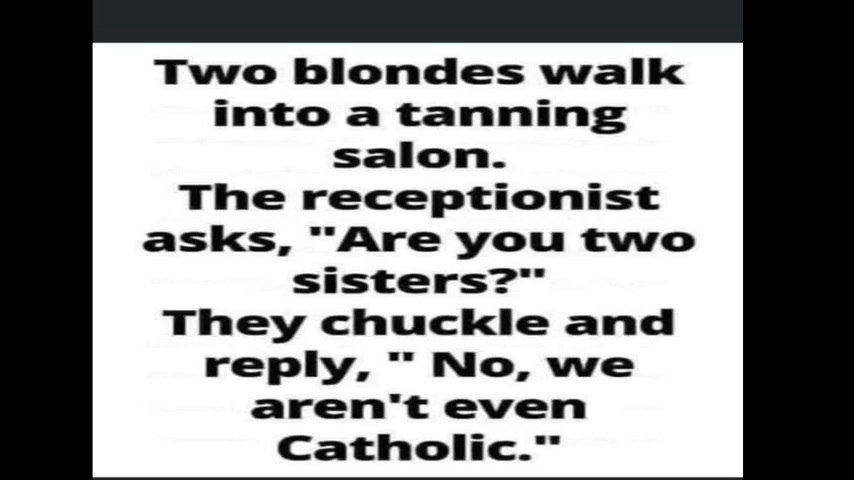 Two blondes walk
into a tanning
salon.
The receptionist
asks, "Are you two
sisters?"
They chuckle and
reply, " No, we
aren't even
Catholic."